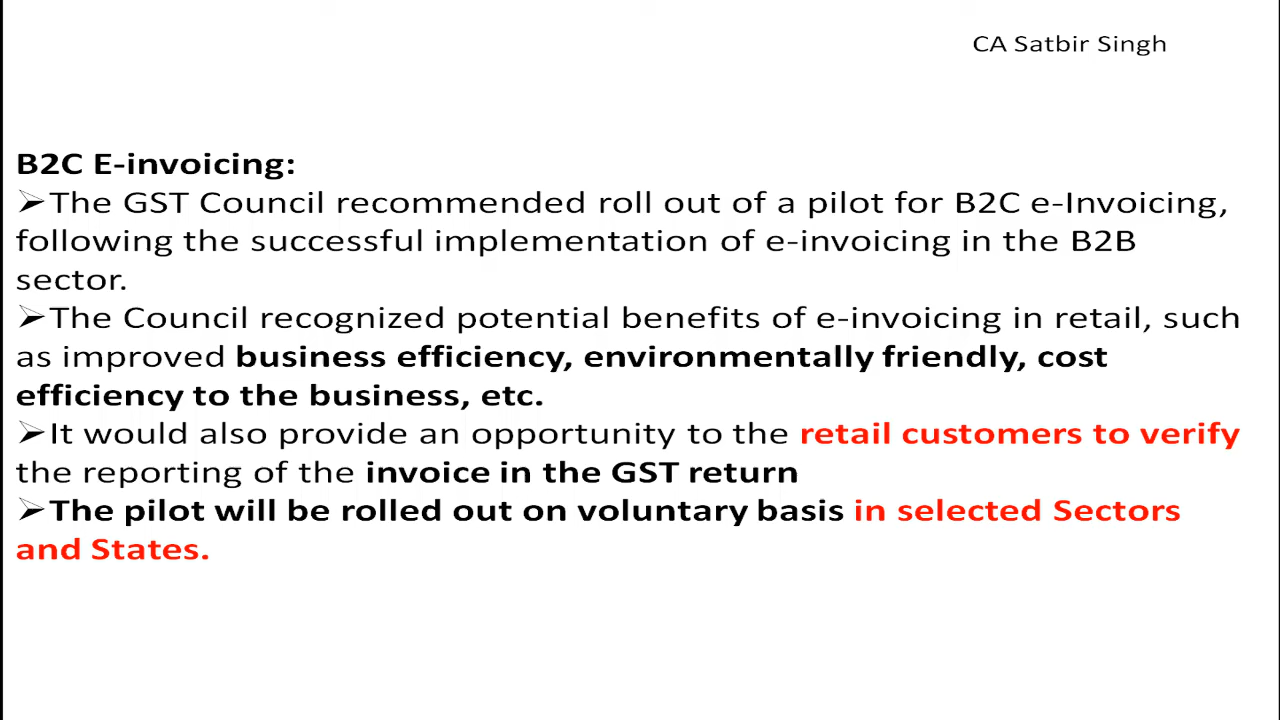 CA Satbir Singh
B2C E-invoicing:
➢The GST Council recommended roll out of a pilot for B2C e-Invoicing,
following the successful implementation of e-invoicing in the B2B
sector.
➢The Council recognized potential benefits of e-invoicing in retail, such
as improved business efficiency, environmentally friendly, cost
efficiency to the business, etc.
➢It would also provide an opportunity to the retail customers to verify
the reporting of the invoice in the GST return
➢The pilot will be rolled out on voluntary basis in selected Sectors
and States.